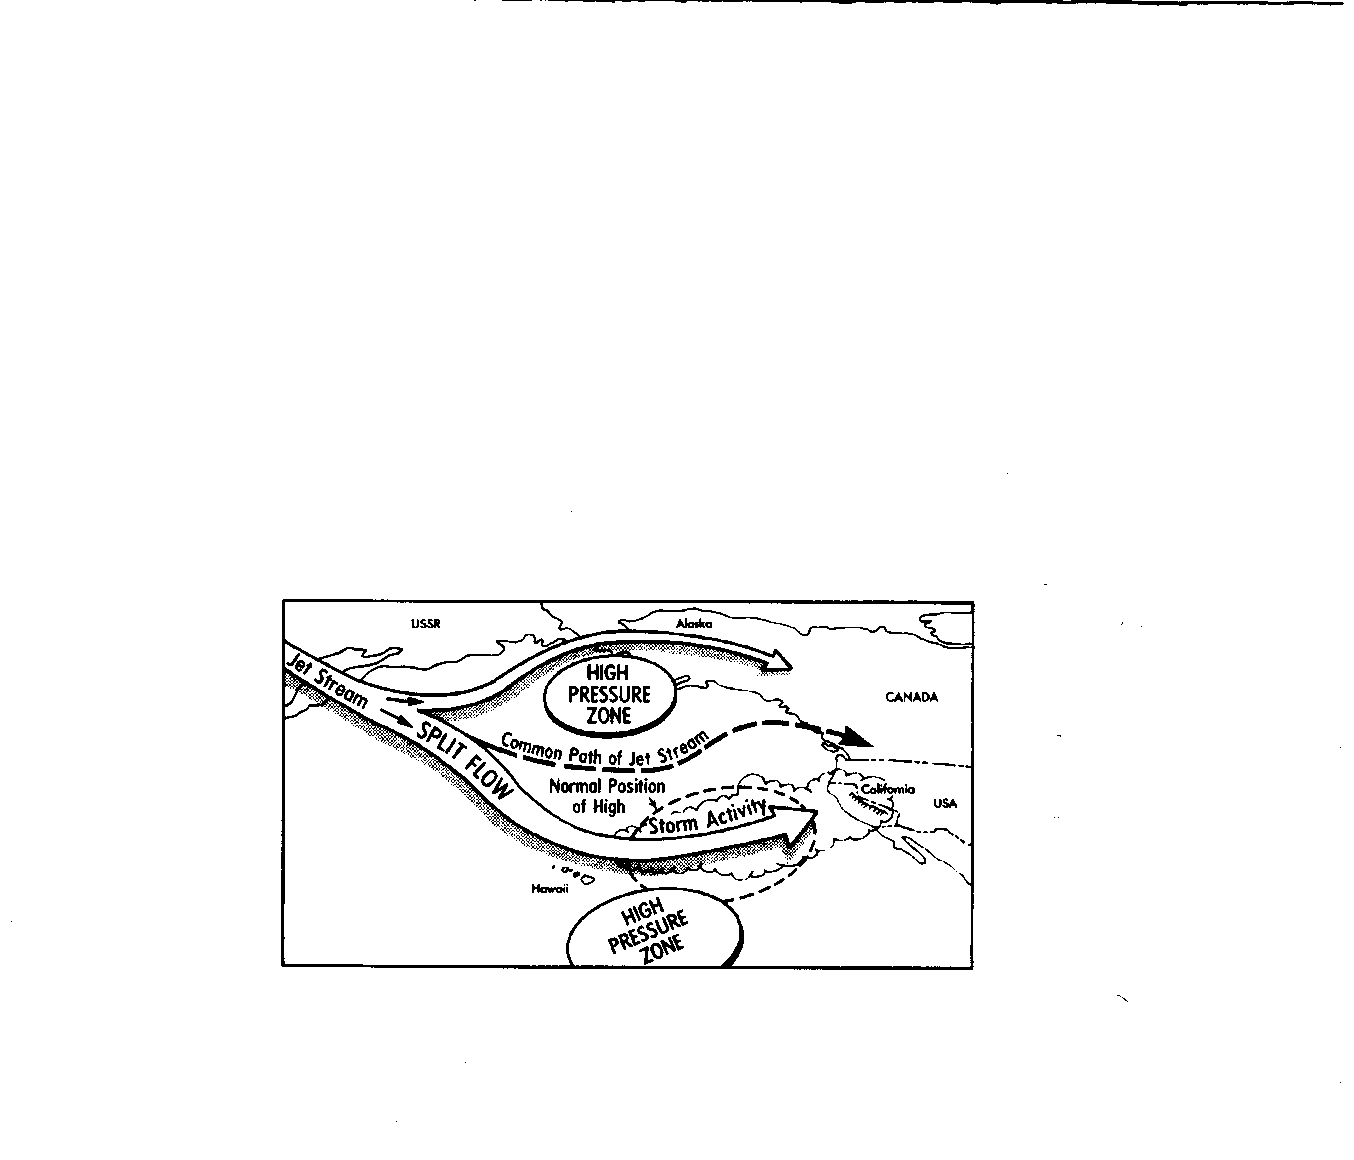 USSR
Alaska
Jet Stream
HIGH
PRESSURE
ZONE
CANADA
SPLIT FLOW
Common Path of Jet Stream
Normal Position
of High
California
USA
Storm Activity
Hawaii
HIGH
PRESSURE
ZONE